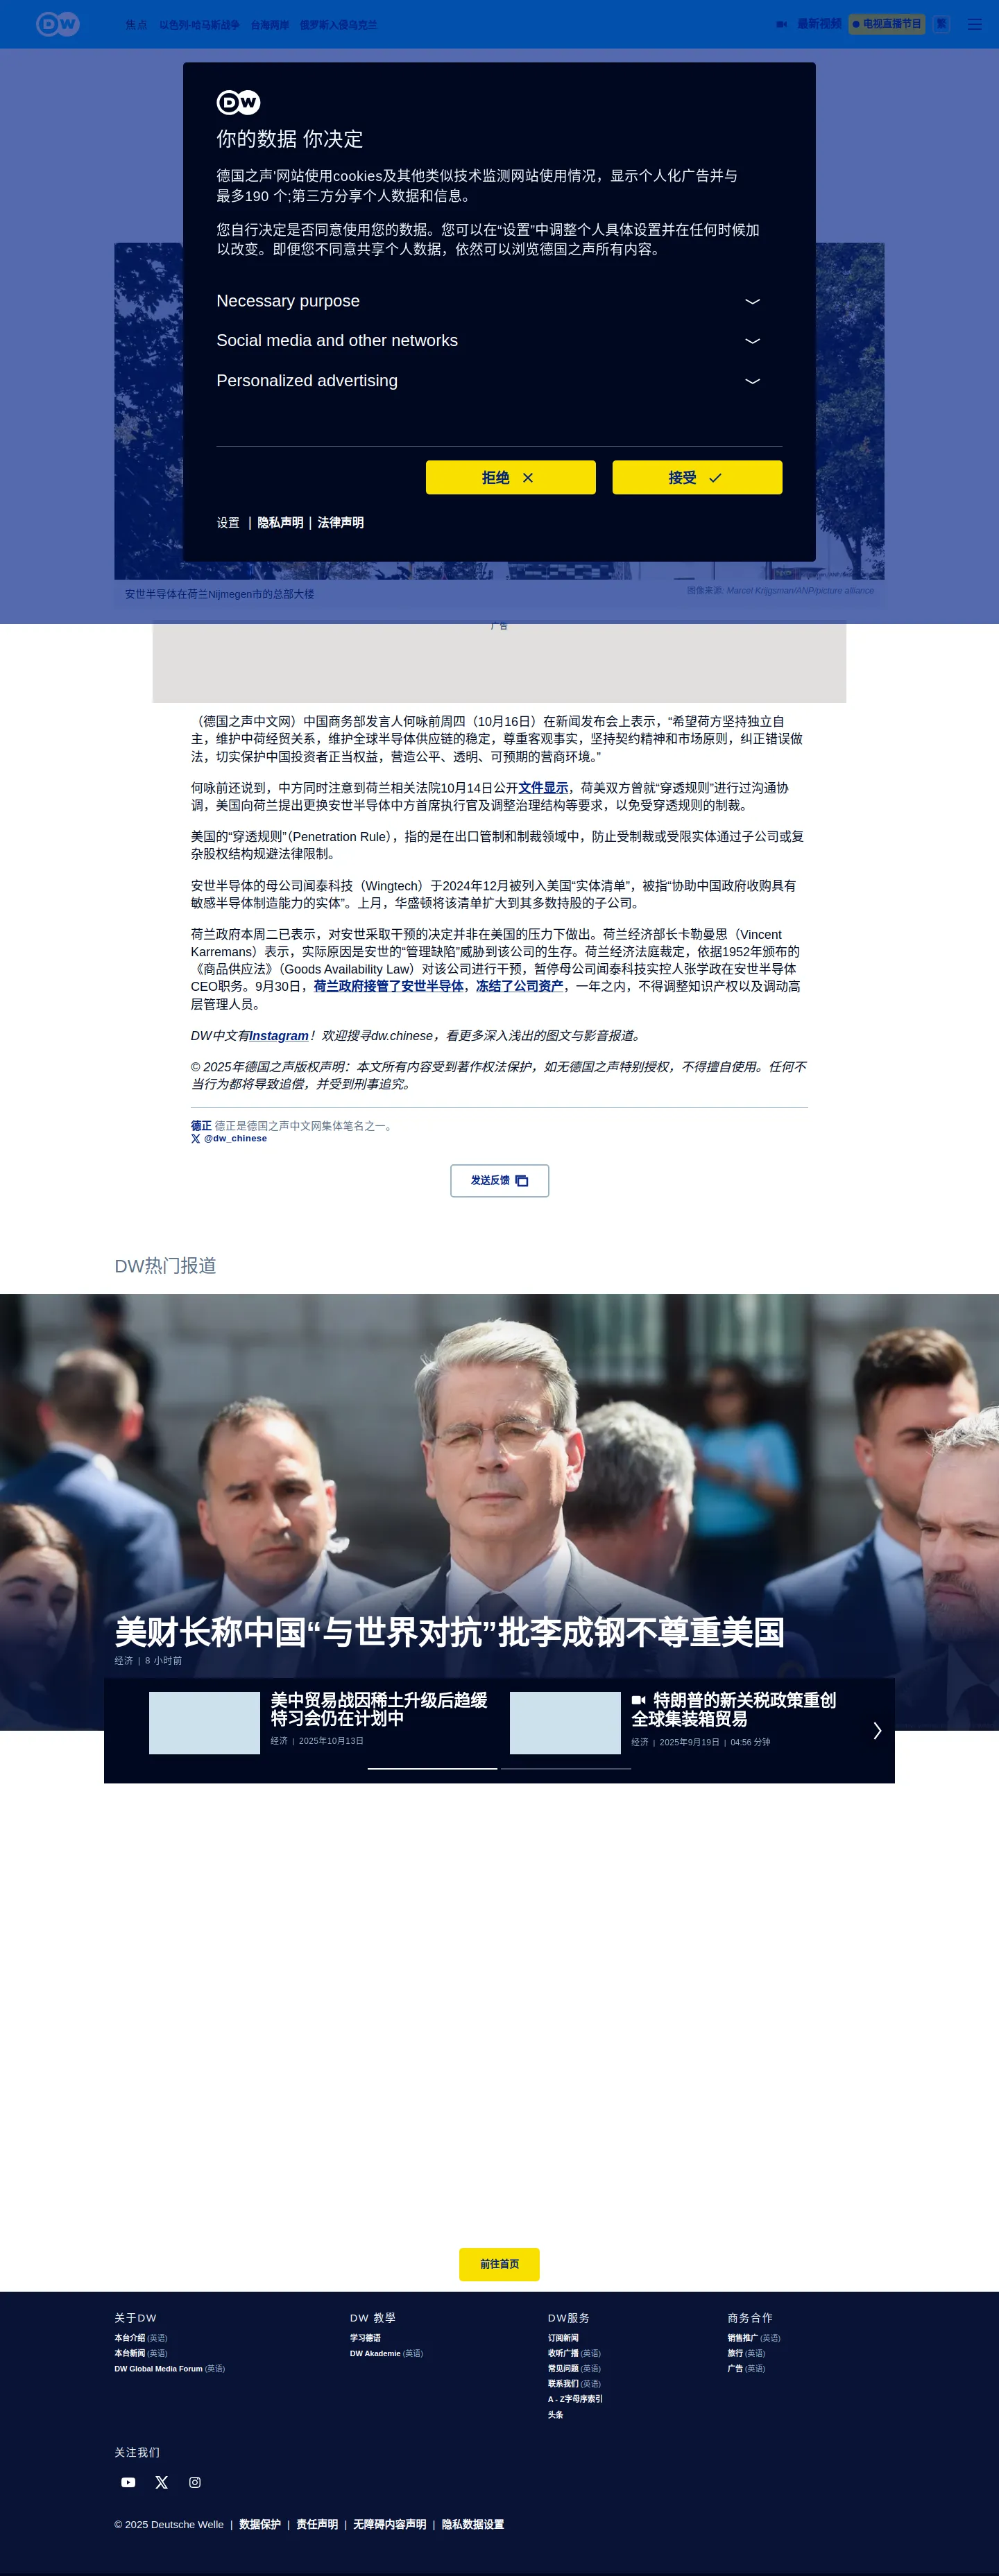 DW
焦点 以色列-哈马斯战争 台海两岸 俄罗斯入侵乌克兰 最新视频 电视直播节目 繁
DW
你的数据 你决定
德国之声'网站使用cookies及其他类似技术监测网站使用情况，显示个人化广告并与
最多190 个;第三方分享个人数据和信息。
您自行决定是否同意使用您的数据。您可以在“设置”中调整个人具体设置并在任何时候加
以改变。即便您不同意共享个人数据，依然可以浏览德国之声所有内容。
Necessary purpose
Social media and other networks
Personalized advertising
拒绝 接受
设置 | 隐私声明 | 法律声明
安世半导体在荷兰Nijmegen市的总部大楼 图像来源: Marcel Krijgsman/ANP/picture alliance
广告
（德国之声中文网）中国商务部发言人何咏前周四（10月16日）在新闻发布会上表示，“希望荷方坚持独立自
主，维护中荷经贸关系，维护全球半导体供应链的稳定，尊重客观事实，坚持契约精神和市场原则，纠正错误做
法，切实保护中国投资者正当权益，营造公平、透明、可预期的营商环境。”
何咏前还说到，中方同时注意到荷兰相关法院10月14日公开文件显示，荷美双方曾就“穿透规则”进行过沟通协
调，美国向荷兰提出更换安世半导体中方首席执行官及调整治理结构等要求，以免受穿透规则的制裁。
美国的“穿透规则”（Penetration Rule），指的是在出口管制和制裁领域中，防止受制裁或受限实体通过子公司或复
杂股权结构规避法律限制。
安世半导体的母公司闻泰科技（Wingtech）于2024年12月被列入美国“实体清单”，被指“协助中国政府收购具有
敏感半导体制造能力的实体”。上月，华盛顿将该清单扩大到其多数持股的子公司。
荷兰政府本周二已表示，对安世采取干预的决定并非在美国的压力下做出。荷兰经济部长卡勒曼思（Vincent
Karremans）表示，实际原因是安世的“管理缺陷”威胁到该公司的生存。荷兰经济法庭裁定，依据1952年颁布的
《商品供应法》（Goods Availability Law）对该公司进行干预，暂停母公司闻泰科技实控人张学政在安世半导体
CEO职务。9月30日，荷兰政府接管了安世半导体，冻结了公司资产，一年之内，不得调整知识产权以及调动高
层管理人员。
DW中文有Instagram！欢迎搜寻dw.chinese，看更多深入浅出的图文与影音报道。
© 2025年德国之声版权声明：本文所有内容受到著作权法保护，如无德国之声特别授权，不得擅自使用。任何不
当行为都将导致追偿，并受到刑事追究。
德正 德正是德国之声中文网集体笔名之一。
@dw_chinese
发送反馈
DW热门报道
美财长称中国“与世界对抗”批李成钢不尊重美国
经济 | 8 小时前
美中贸易战因稀土升级后趋缓
特习会仍在计划中
经济 | 2025年10月13日
特朗普的新关税政策重创
全球集装箱贸易
经济 | 2025年9月19日 | 04:56 分钟
前往首页
关于DW
本台介绍 (英语)
本台新闻 (英语)
DW Global Media Forum (英语)
DW 教學
学习德语
DW Akademie (英语)
DW服务
订阅新闻
收听广播 (英语)
常见问题 (英语)
联系我们 (英语)
A - Z字母序索引
头条
商务合作
销售推广 (英语)
旅行 (英语)
广告 (英语)
关注我们
© 2025 Deutsche Welle | 数据保护 | 责任声明 | 无障碍内容声明 | 隐私数据设置